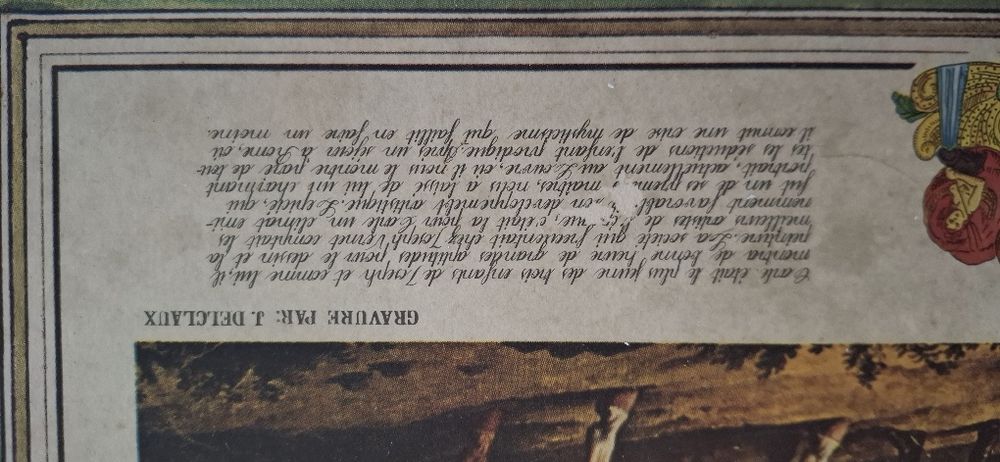 GRAVURE PAR: J. DELCLAUX
Carle était le plus jeune des trois enfants de Joseph et comme lui, il
montra de bonne heure de grandes aptitudes pour le dessin et la
peinture. La société qui fréquentait chez Joseph Vernet comptait les
meilleurs artistes de c'était là pour Carle un climat émi-
nemment son développement artistique. qui,
fut un de ses premiers maîtres, nous a laissé de lui un charmant
portrait, actuellement au Louvre, où il nous le montre paré de tou-
tes les séductions de l'enfant prodigue. Après un séjour à Rome, où
il connut une crise de mysticisme qui faillit en faire un moine.